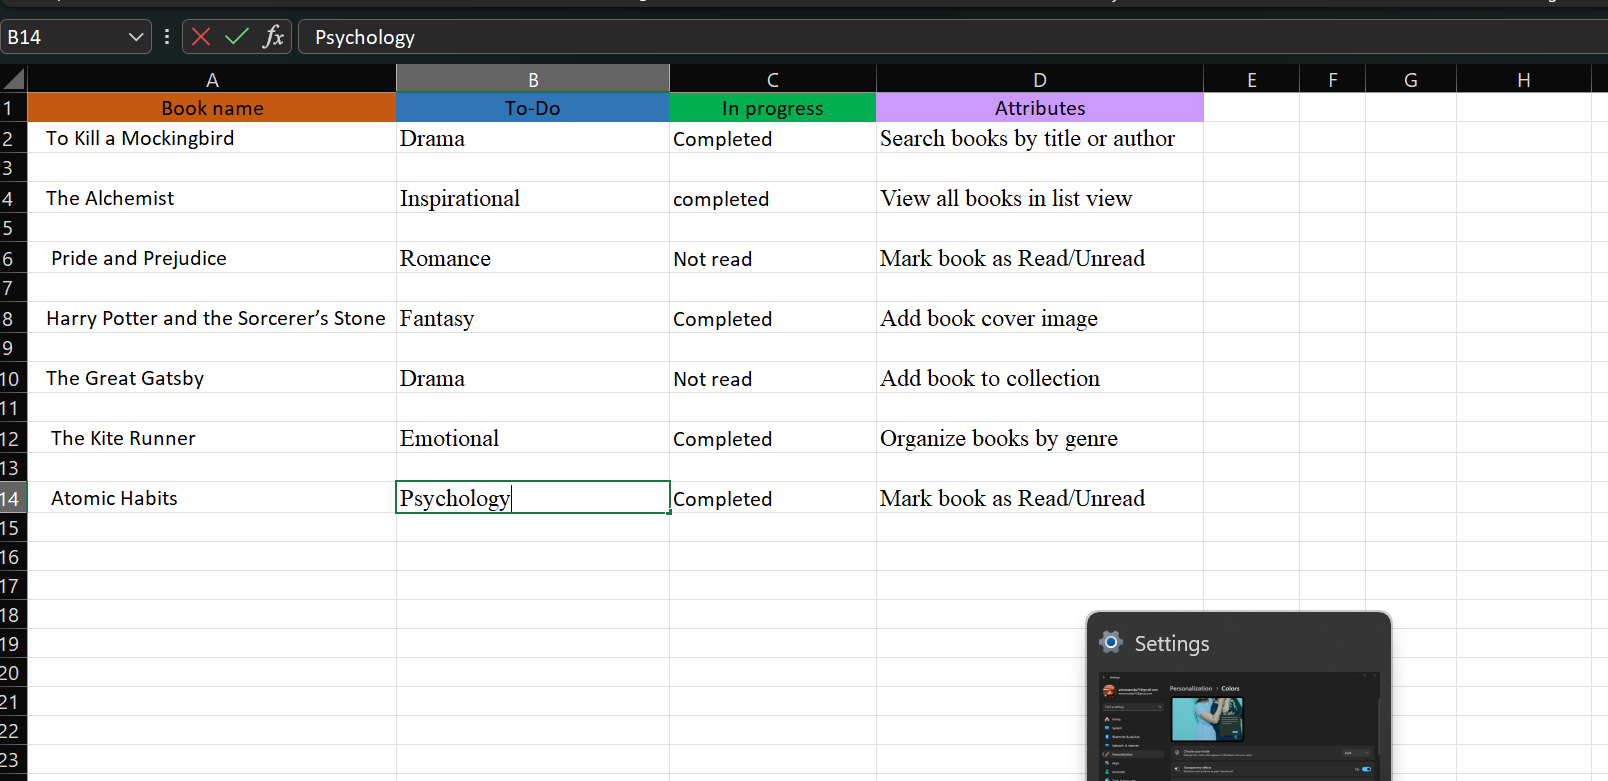 B14 fx Psychology
A B C D E F G H
1 Book name To-Do In progress Attributes
2 To Kill a Mockingbird Drama Completed Search books by title or author
3
4 The Alchemist Inspirational completed View all books in list view
5
6 Pride and Prejudice Romance Not read Mark book as Read/Unread
7
8 Harry Potter and the Sorcerer’s Stone Fantasy Completed Add book cover image
9
10 The Great Gatsby Drama Not read Add book to collection
11
12 The Kite Runner Emotional Completed Organize books by genre
13
14 Atomic Habits Psychology Completed Mark book as Read/Unread
15
16
17
18
19 Settings
20
Personalization > Colors
21
22
23